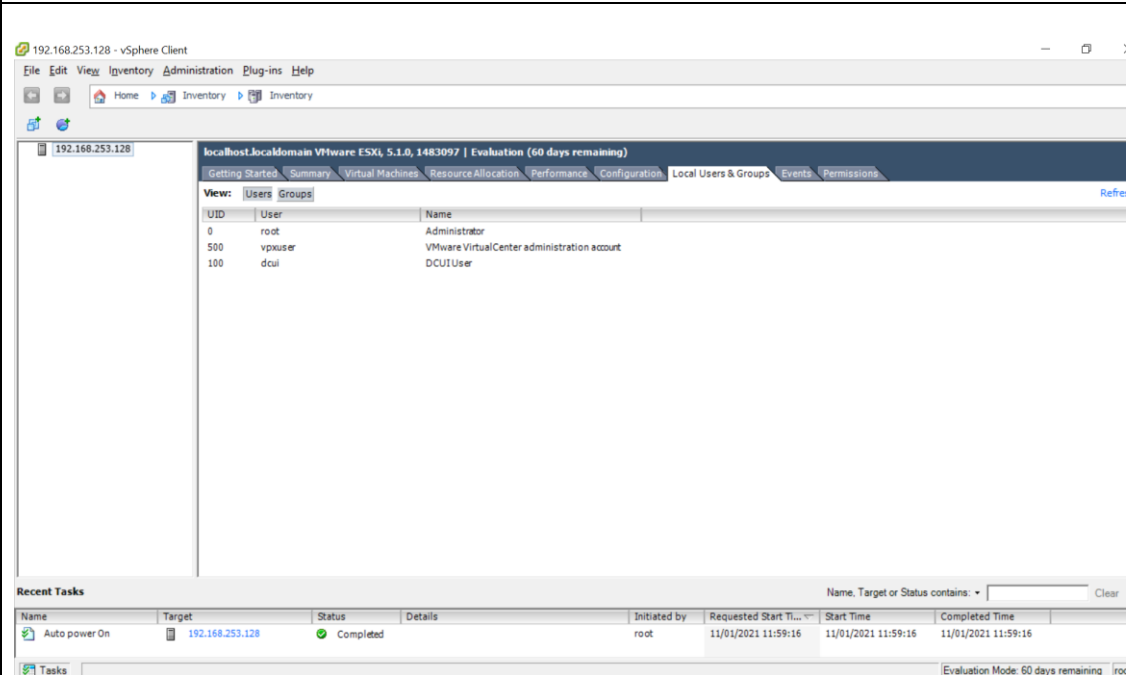 192.168.253.128 - vSphere Client
File Edit View Inventory Administration Plug-ins Help
Home Inventory Inventory
192.168.253.128
localhost.localdomain VMware ESXi, 5.1.0, 1483097 | Evaluation (60 days remaining)
Getting Started Summary Virtual Machines Resource Allocation Performance Configuration Local Users & Groups Events Permissions
View: Users Groups Refres
UID User Name
0 root Administrator
500 vpxuser VMware VirtualCenter administration account
100 dcui DCUI User
Recent Tasks Name, Target or Status contains: Clear
Name Target Status Details Initiated by Requested Start Ti... Start Time Completed Time
Auto power On 192.168.253.128 Completed root 11/01/2021 11:59:16 11/01/2021 11:59:16 11/01/2021 11:59:16
Tasks Evaluation Mode: 60 days remaining roo